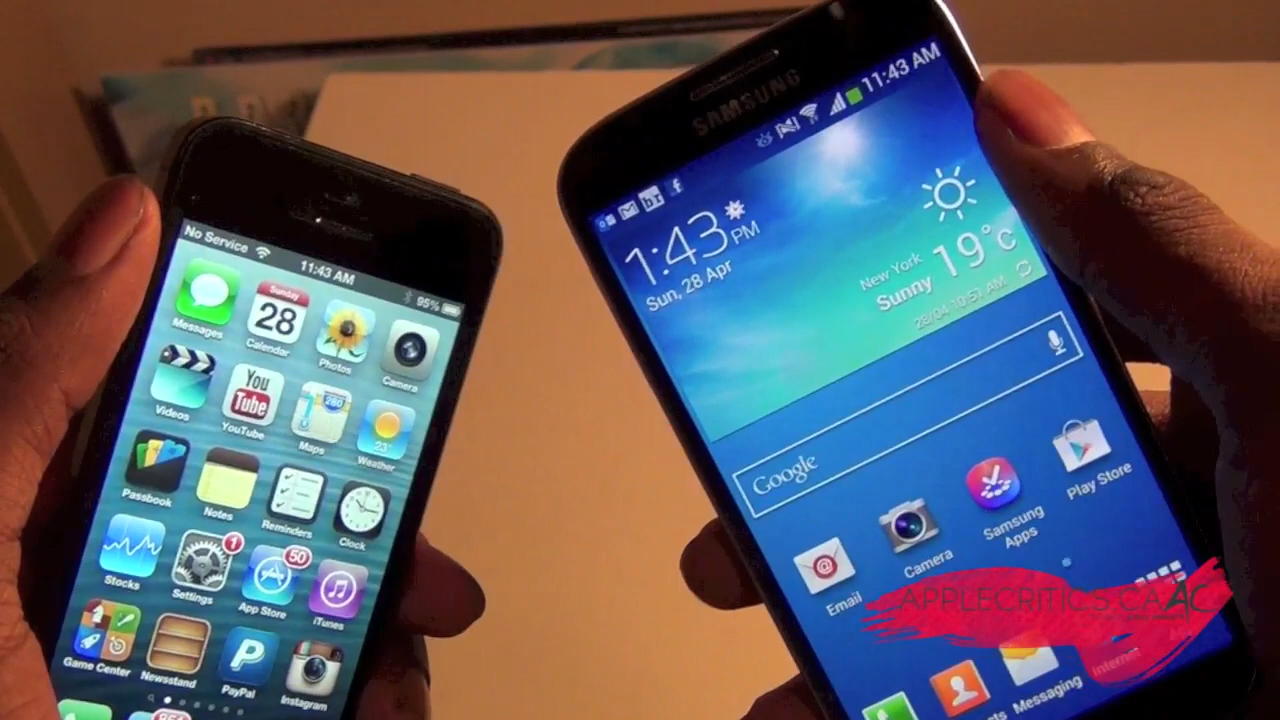 No Service
11:43 AM
95%
Sunday
28
Messages
Calendar
Photos
Camera
You
Tube
280
23°
Videos
YouTube
Maps
Weather
Passbook
Notes
Reminders
Clock
1
50
Stocks
Settings
App Store
iTunes
Game Center
Newsstand
PayPal
Instagram
SAMSUNG
11:43 AM
1:43 PM
Sun, 28 Apr
New York
Sunny
19°C
28/04 10:57 AM
Google
Email
Camera
Samsung
Apps
Play Store
Messaging
Internet
APPLECRITICS.CA
AC